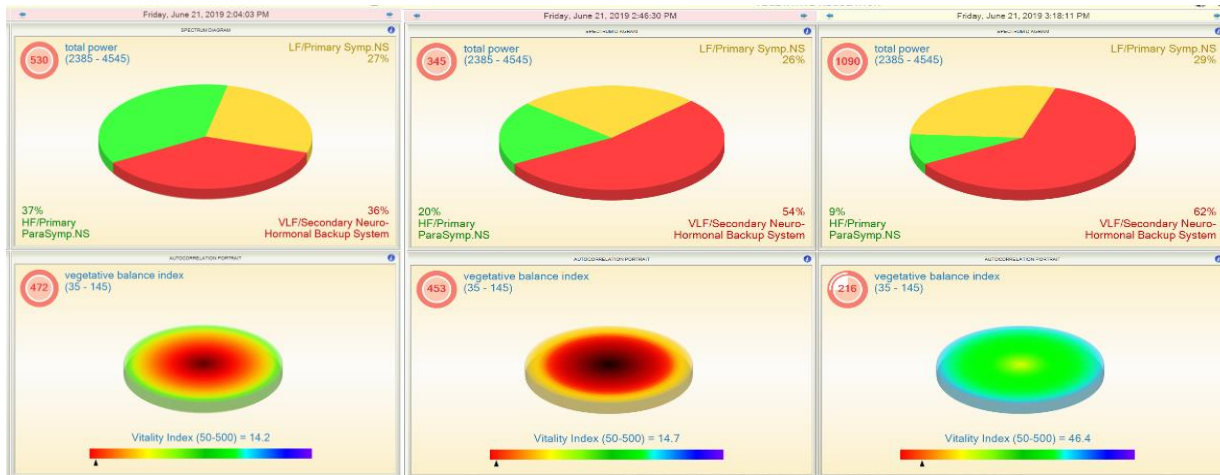 Friday, June 21, 2019 2:04:03 PM
SPECTRUM DIAGRAM
530
total power
(2385 - 4545)
LF/Primary Symp.NS
27%
37%
HF/Primary
ParaSymp.NS
36%
VLF/Secondary Neuro-
Hormonal Backup System
AUTOCORRELATION PORTRAIT
472
vegetative balance index
(35 - 145)
Vitality Index (50-500) = 14.2
Friday, June 21, 2019 2:46:30 PM
345
total power
(2385 - 4545)
LF/Primary Symp.NS
26%
20%
HF/Primary
ParaSymp.NS
54%
VLF/Secondary Neuro-
Hormonal Backup System
AUTOCORRELATION PORTRAIT
453
vegetative balance index
(35 - 145)
Vitality Index (50-500) = 14.7
Friday, June 21, 2019 3:18:11 PM
1090
total power
(2385 - 4545)
LF/Primary Symp.NS
29%
9%
HF/Primary
ParaSymp.NS
62%
VLF/Secondary Neuro-
Hormonal Backup System
AUTOCORRELATION PORTRAIT
216
vegetative balance index
(35 - 145)
Vitality Index (50-500) = 46.4